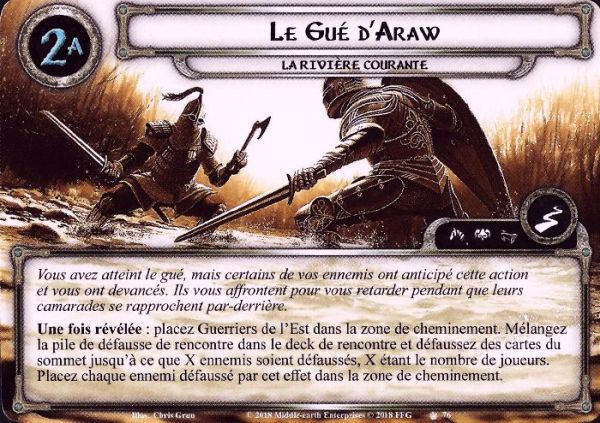 2A
LE GUÉ D'ARAW
LA RIVIÈRE COURANTE
Vous avez atteint le gué, mais certains de vos ennemis ont anticipé cette action
et vous ont devancés. Ils vous affrontent pour vous retarder pendant que leurs
camarades se rapprochent par-derrière.
Une fois révélée : placez Guerriers de l'Est dans la zone de cheminement. Mélangez
la pile de défausse de rencontre dans le deck de rencontre et défaussez des cartes du
sommet jusqu'à ce que X ennemis soient défaussés, X étant le nombre de joueurs.
Placez chaque ennemi défaussé par cet effet dans la zone de cheminement.
Illus. Chris Grun © 2018 Middle-earth Enterprises © 2018 FFG 76